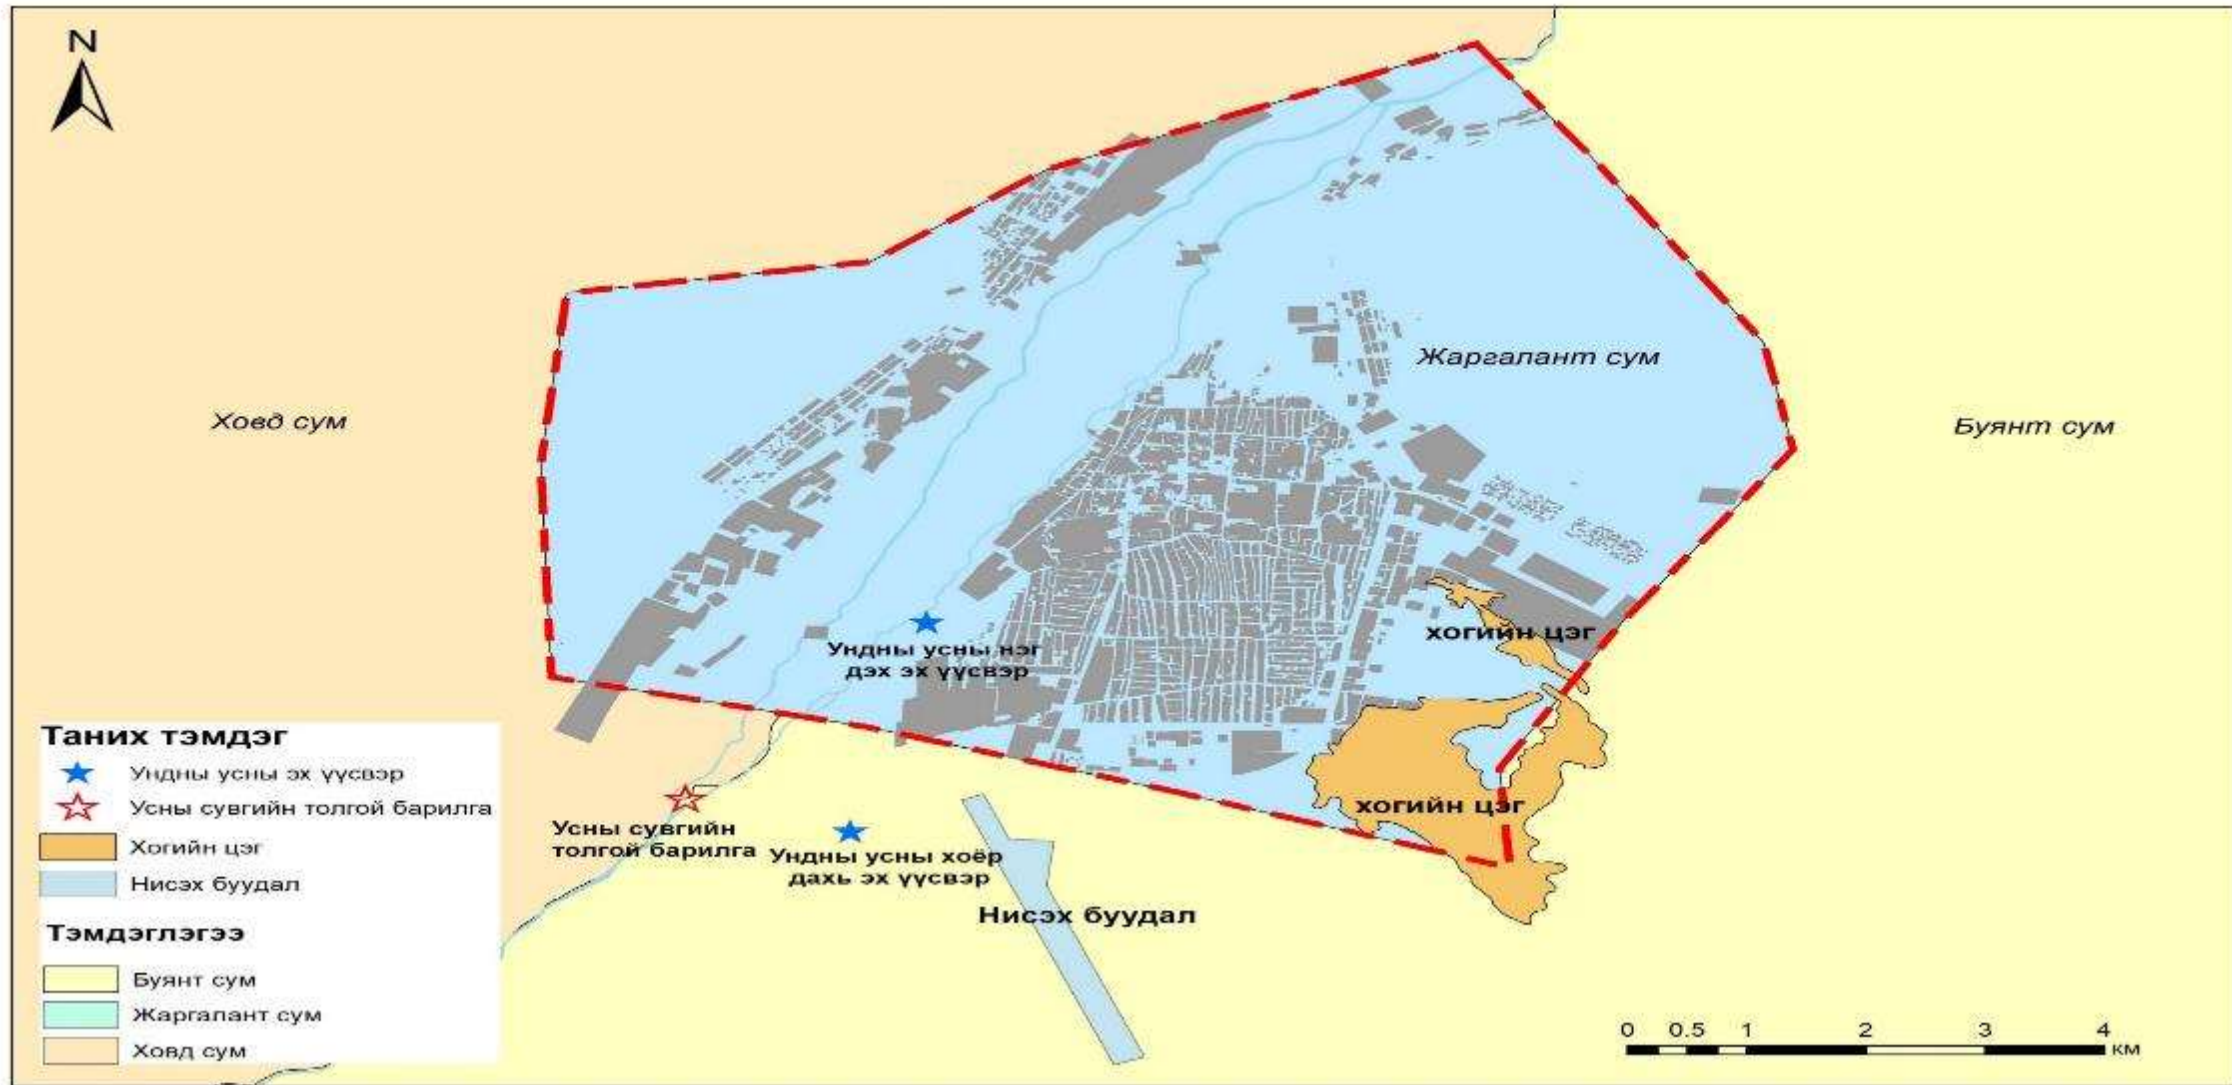 N
Ховд сум
Жаргалант сум
Буянт сум
Ундны усны нэг
дэх эх үүсвэр
хогийн цэг
хогийн цэг
Усны сувгийн
толгой барилга
Ундны усны хоёр
дахь эх үүсвэр
Нисэх буудал
Таних тэмдэг
Ундны усны эх үүсвэр
Усны сувгийн толгой барилга
Хогийн цэг
Нисэх буудал
Тэмдэглэгээ
Буянт сум
Жаргалант сум
Ховд сум
0 0.5 1 2 3 4
км